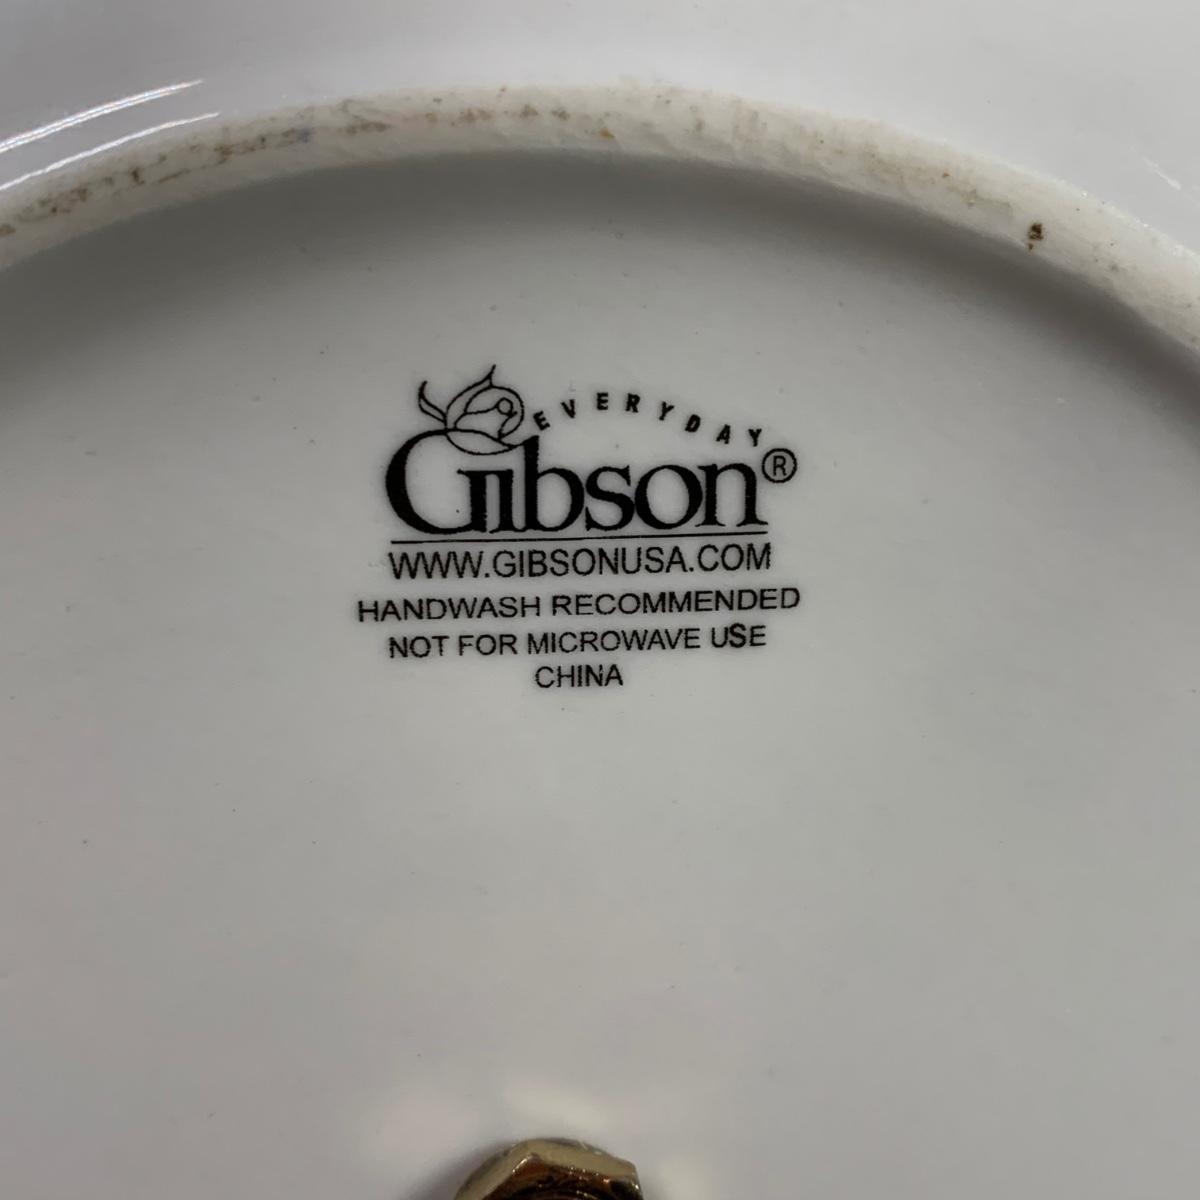 EVERYDAY
Gibson®
WWW.GIBSONUSA.COM
HANDWASH RECOMMENDED
NOT FOR MICROWAVE USE
CHINA